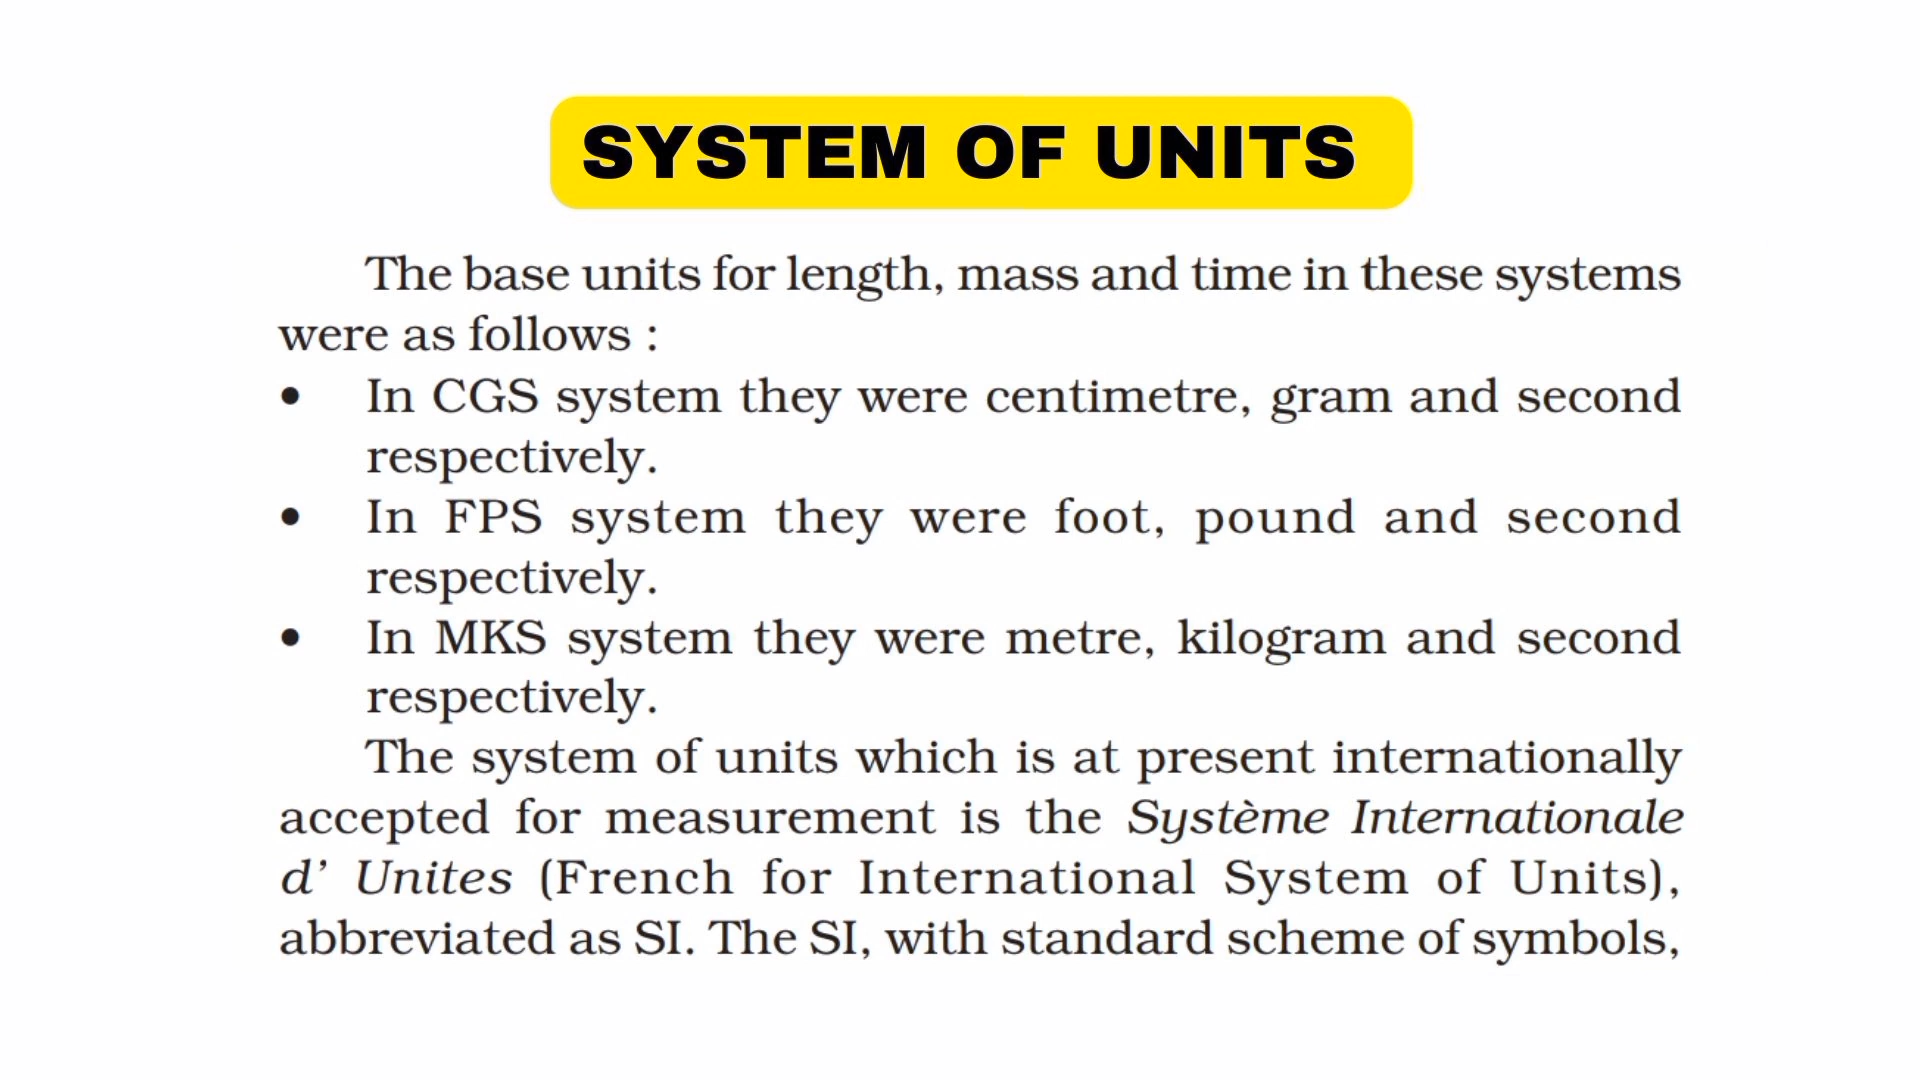 SYSTEM OF UNITS
The base units for length, mass and time in these systems
were as follows :
• In CGS system they were centimetre, gram and second
respectively.
• In FPS system they were foot, pound and second
respectively.
• In MKS system they were metre, kilogram and second
respectively.
The system of units which is at present internationally
accepted for measurement is the Système Internationale
d’ Unites (French for International System of Units),
abbreviated as SI. The SI, with standard scheme of symbols,